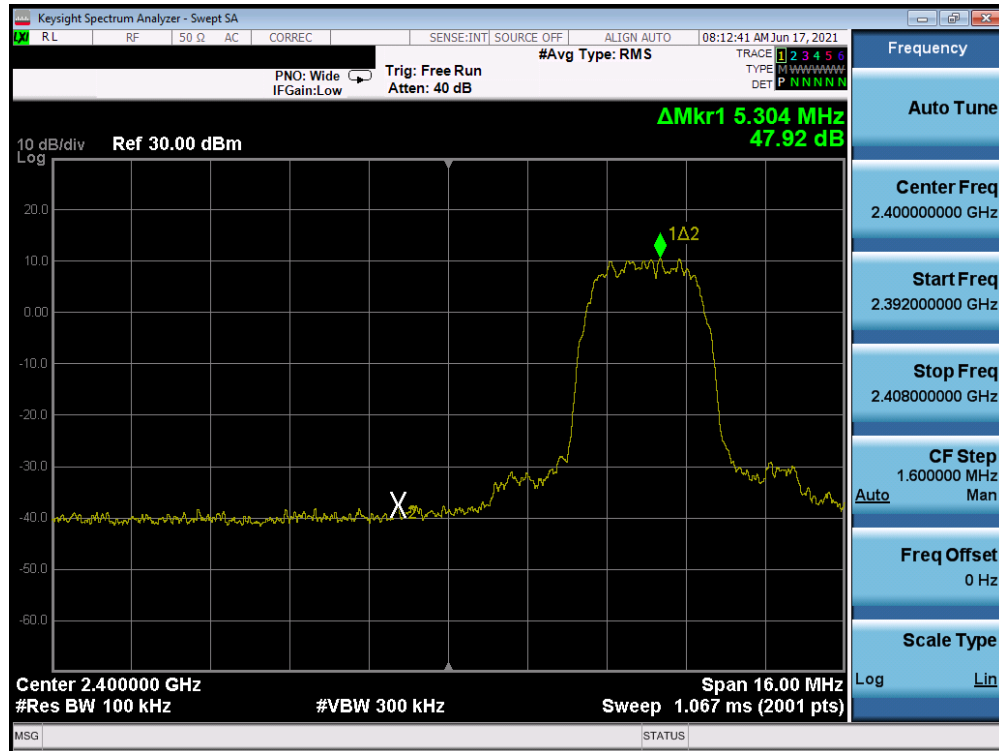 Keysight Spectrum Analyzer - Swept SA
LXI RL RF 50 Ω AC CORREC SENSE:INT SOURCE OFF ALIGN AUTO 08:12:41 AM Jun 17, 2021
#Avg Type: RMS
TRACE 1 2 3 4 5 6
PNO: Wide Trig: Free Run
TYPE M WWWWW
IFGain:Low Atten: 40 dB
DET P N N N N N
ΔMkr1 5.304 MHz
47.92 dB
10 dB/div Ref 30.00 dBm
Log
1Δ2
20.0
10.0
0.00
-10.0
-20.0
-30.0
X2
-40.0
-50.0
-60.0
Center 2.400000 GHz Span 16.00 MHz
#Res BW 100 kHz #VBW 300 kHz Sweep 1.067 ms (2001 pts)
MSG STATUS
Frequency
Auto Tune
Center Freq
2.400000000 GHz
Start Freq
2.392000000 GHz
Stop Freq
2.408000000 GHz
CF Step
1.600000 MHz
Auto Man
Freq Offset
0 Hz
Scale Type
Log Lin